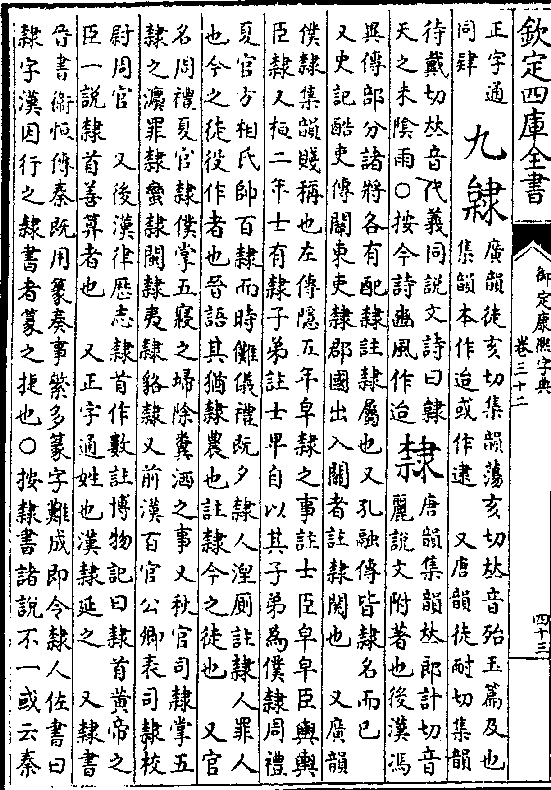 欽定四庫全書
御定康熙字典
卷三十二
四十三
正字通
同肆
九
𨽿
廣韻徒亥切集韻蕩亥切𠀤音殆玉篇及也
集韻本作迨或作逮　又唐韻徒耐切集韻
待戴切𠀤音代義同說文詩曰𨽿
天之未陰雨○按今詩豳風作迨
隸
唐韻集韻𠀤郎計切音
麗說文附著也後漢馮
異傳部分諸將各有配隸註隸屬也又孔融傳皆隸名而已
又史記酷吏傳關東吏隸郡國出入關者註隸閱也　又廣韻
僕隸集韻賤稱也左傳隱五年皁隸之事註士臣皁皁臣輿輿
臣隸又桓二年士有隸子弟註士卑自以其子弟為僕隸周禮
夏官方相氏帥百隸而時儺儀禮旣夕隸人涅厠註隸人罪人
也今之徒役作者也晉語其猶隸農也註隸今之徒也　又官
名周禮夏官隸僕掌五寢之埽除糞洒之事又秋官司隸掌五
隸之灋罪隸蠻隸閩隸夷隸貉隸又前漢百官公卿表司隸校
尉周官　又後漢律歷志隸首作數註博物記曰隸首黃帝之
臣一說隸首善算者也　又正字通姓也漢隸延之　又隸書
晉書衞恒傳秦旣用篆奏事繁多篆字難成即令隸人佐書曰
隸字漢因行之隸書者篆之捷也○按隸書諸說不一或云秦